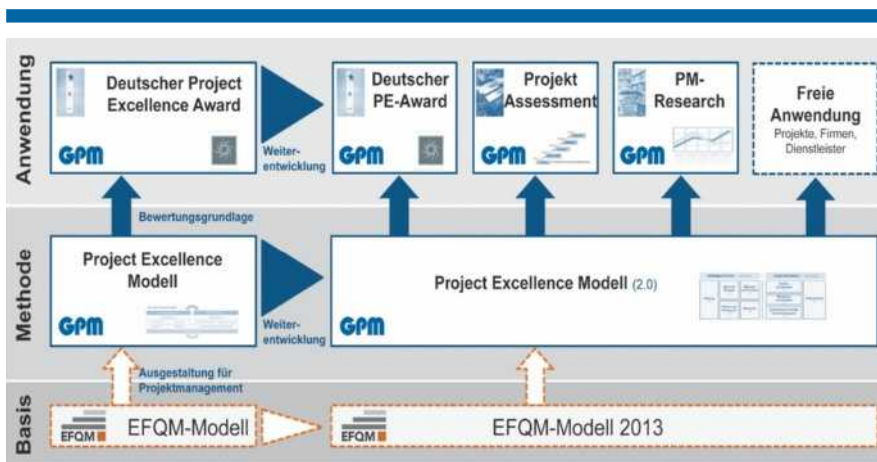 Anwendung
Deutscher Project
Excellence Award
GPM
Weiter-
entwicklung
Deutscher
PE-Award
GPM
Projekt
Assessment
GPM
PM-
Research
GPM
Freie
Anwendung
Projekte, Firmen,
Dienstleister
Bewertungsgrundlage
Methode
Project Excellence
Modell
GPM
Weiter-
entwicklung
Project Excellence Modell (2.0)
GPM
Ausgestaltung für
Projektmanagement
Basis
EFQM
EFQM-Modell
EFQM
EFQM-Modell 2013